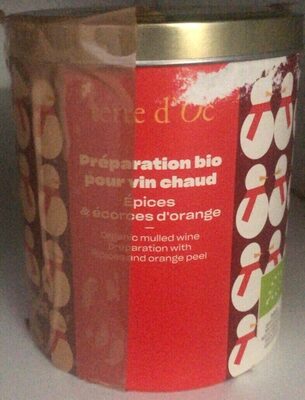 terre d'Oc
Préparation bio
pour vin chaud
Épices
& écorces d'orange
Organic mulled wine
preparation with
spices and orange peel